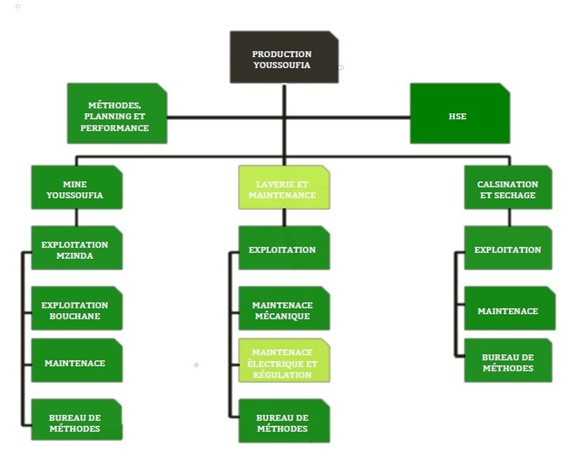 PRODUCTION
YOUSSOUFIA
MÉTHODES,
PLANNING ET
PERFORMANCE
HSE
MINE
YOUSSOUFIA
LAVERIE ET
MAINTENANCE
CALSINATION
ET SECHAGE
EXPLOITATION
MZINDA
EXPLOITATION
BOUCHANE
MAINTENACE
BUREAU DE
MÉTHODES
EXPLOITATION
MAINTENACE
MÉCANIQUE
MAINTENACE
ÉLECTRIQUE ET
RÉGULATION
BUREAU DE
MÉTHODES
EXPLOITATION
MAINTENACE
BUREAU DE
MÉTHODES